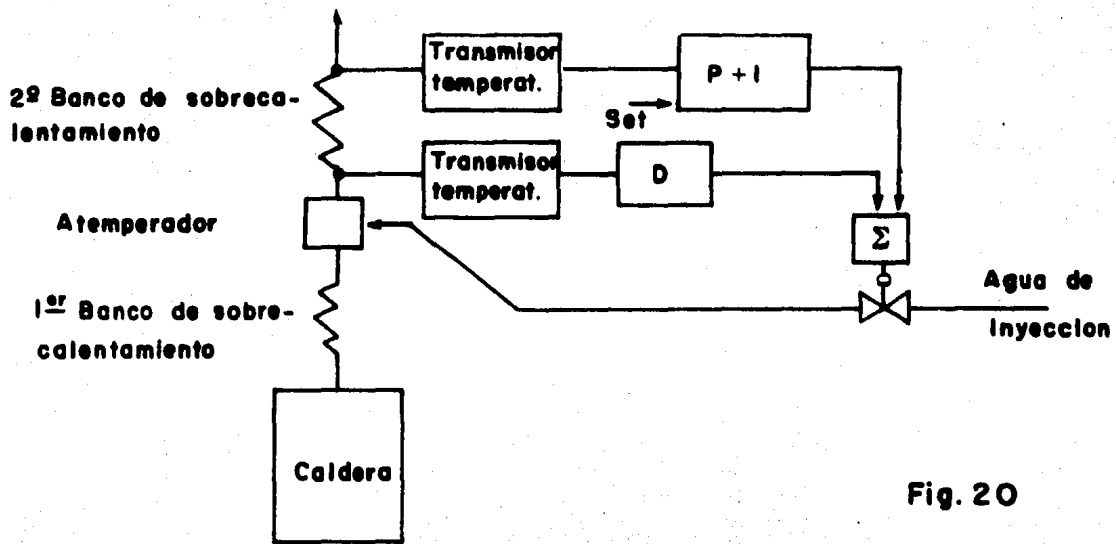 Transmisor
temperat.
P + I
2º Banco de sobreca-
lentamiento
Set
Transmisor
temperat.
D
Atemperador
Σ
Agua de
Inyeccion
1er Banco de sobre-
calentamiento
Caldera
Fig. 20